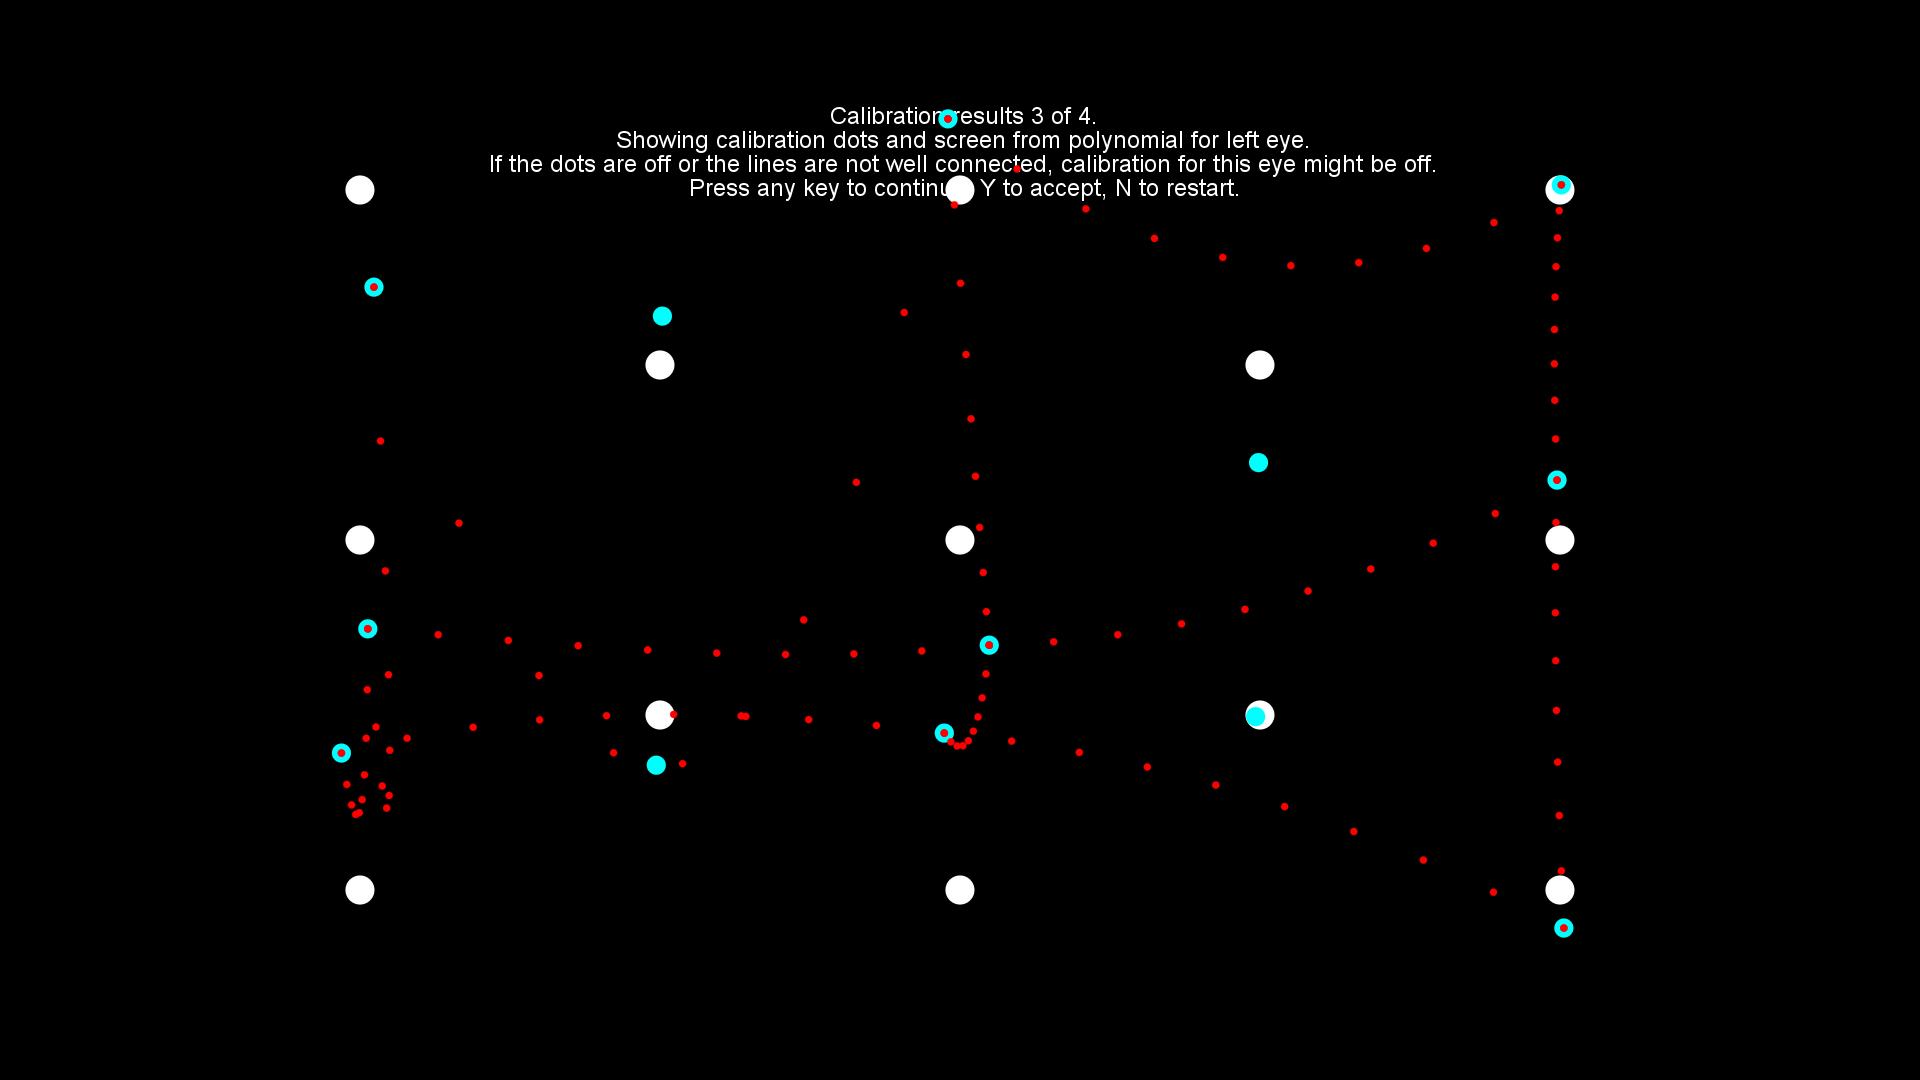 Calibration results 3 of 4.
Showing calibration dots and screen from polynomial for left eye.
If the dots are off or the lines are not well connected, calibration for this eye might be off.
Press any key to continue, Y to accept, N to restart.